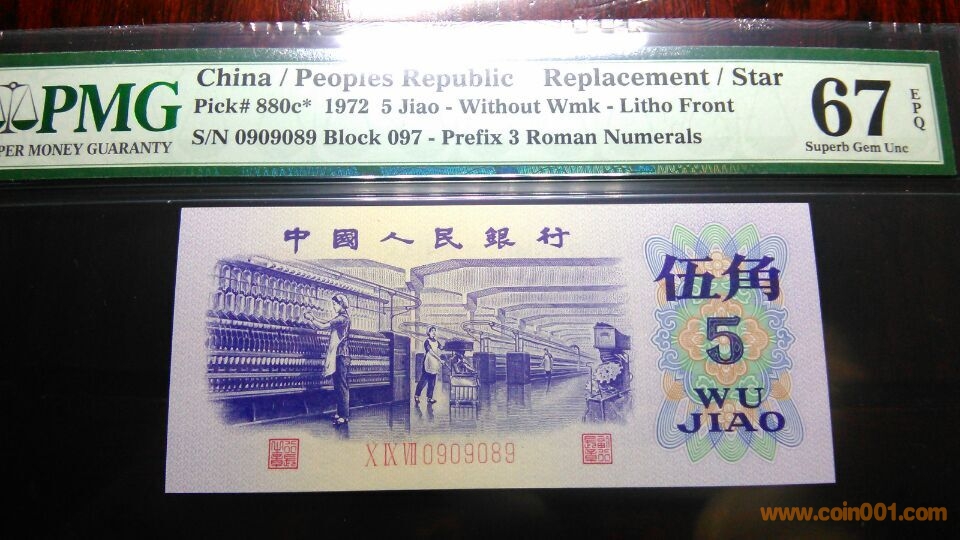 PMG
PER MONEY GUARANTY
China / Peoples Republic Replacement / Star
Pick# 880c* 1972 5 Jiao - Without Wmk - Litho Front
S/N 0909089 Block 097 - Prefix 3 Roman Numerals
67
EPQ
Superb Gem Unc
中國人民銀行
伍角
5
WU
JIAO
X IX VII 0909089
www.coin001.com